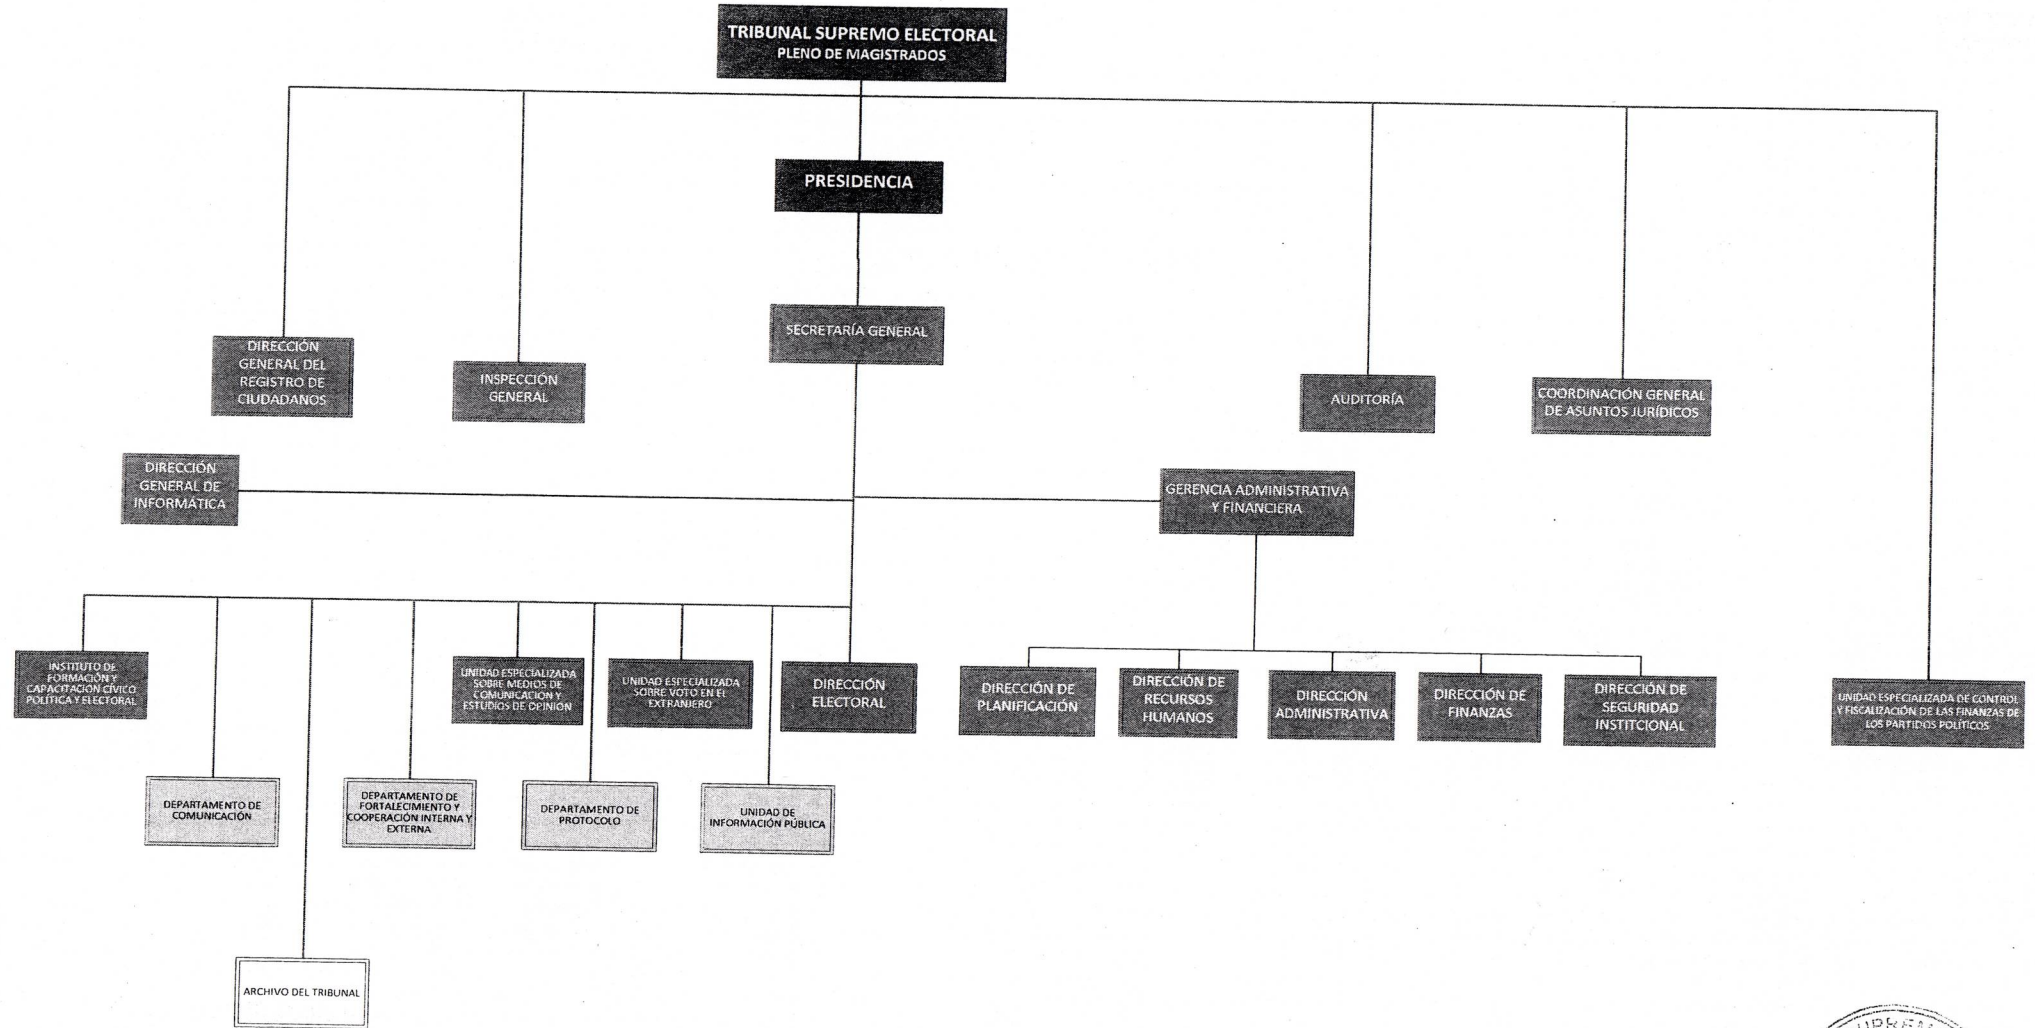 TRIBUNAL SUPREMO ELECTORAL
PLENO DE MAGISTRADOS
PRESIDENCIA
SECRETARÍA GENERAL
DIRECCIÓN
GENERAL DEL
REGISTRO DE
CIUDADANOS
INSPECCIÓN
GENERAL
AUDITORÍA
COORDINACIÓN GENERAL
DE ASUNTOS JURÍDICOS
DIRECCIÓN
GENERAL DE
INFORMÁTICA
GERENCIA ADMINISTRATIVA
Y FINANCIERA
INSTITUTO DE
FORMACIÓN Y
CAPACITACION CÍVICO
POLÍTICA Y ELECTORAL
UNIDAD ESPECIALIZADA
SOBRE MEDIOS DE
COMUNICACION Y
ESTUDIOS DE OPINION
UNIDAD ESPECIALIZADA
SOBRE VOTO EN EL
EXTRANJERO
DIRECCIÓN
ELECTORAL
DIRECCIÓN DE
PLANIFICACIÓN
DIRECCIÓN DE
RECURSOS
HUMANOS
DIRECCIÓN
ADMINISTRATIVA
DIRECCIÓN DE
FINANZAS
DIRECCIÓN DE
SEGURIDAD
INSTITCIONAL
UNIDAD ESPECIALIZADA DE CONTROL
Y FISCALIZACIÓN DE LAS FINANZAS DE
LOS PARTIDOS POLÍTICOS
DEPARTAMENTO DE
COMUNICACIÓN
DEPARTAMENTO DE
FORTALECIMIENTO Y
COOPERACIÓN INTERNA Y
EXTERNA
DEPARTAMENTO DE
PROTOCOLO
UNIDAD DE
INFORMACIÓN PÚBLICA
ARCHIVO DEL TRIBUNAL